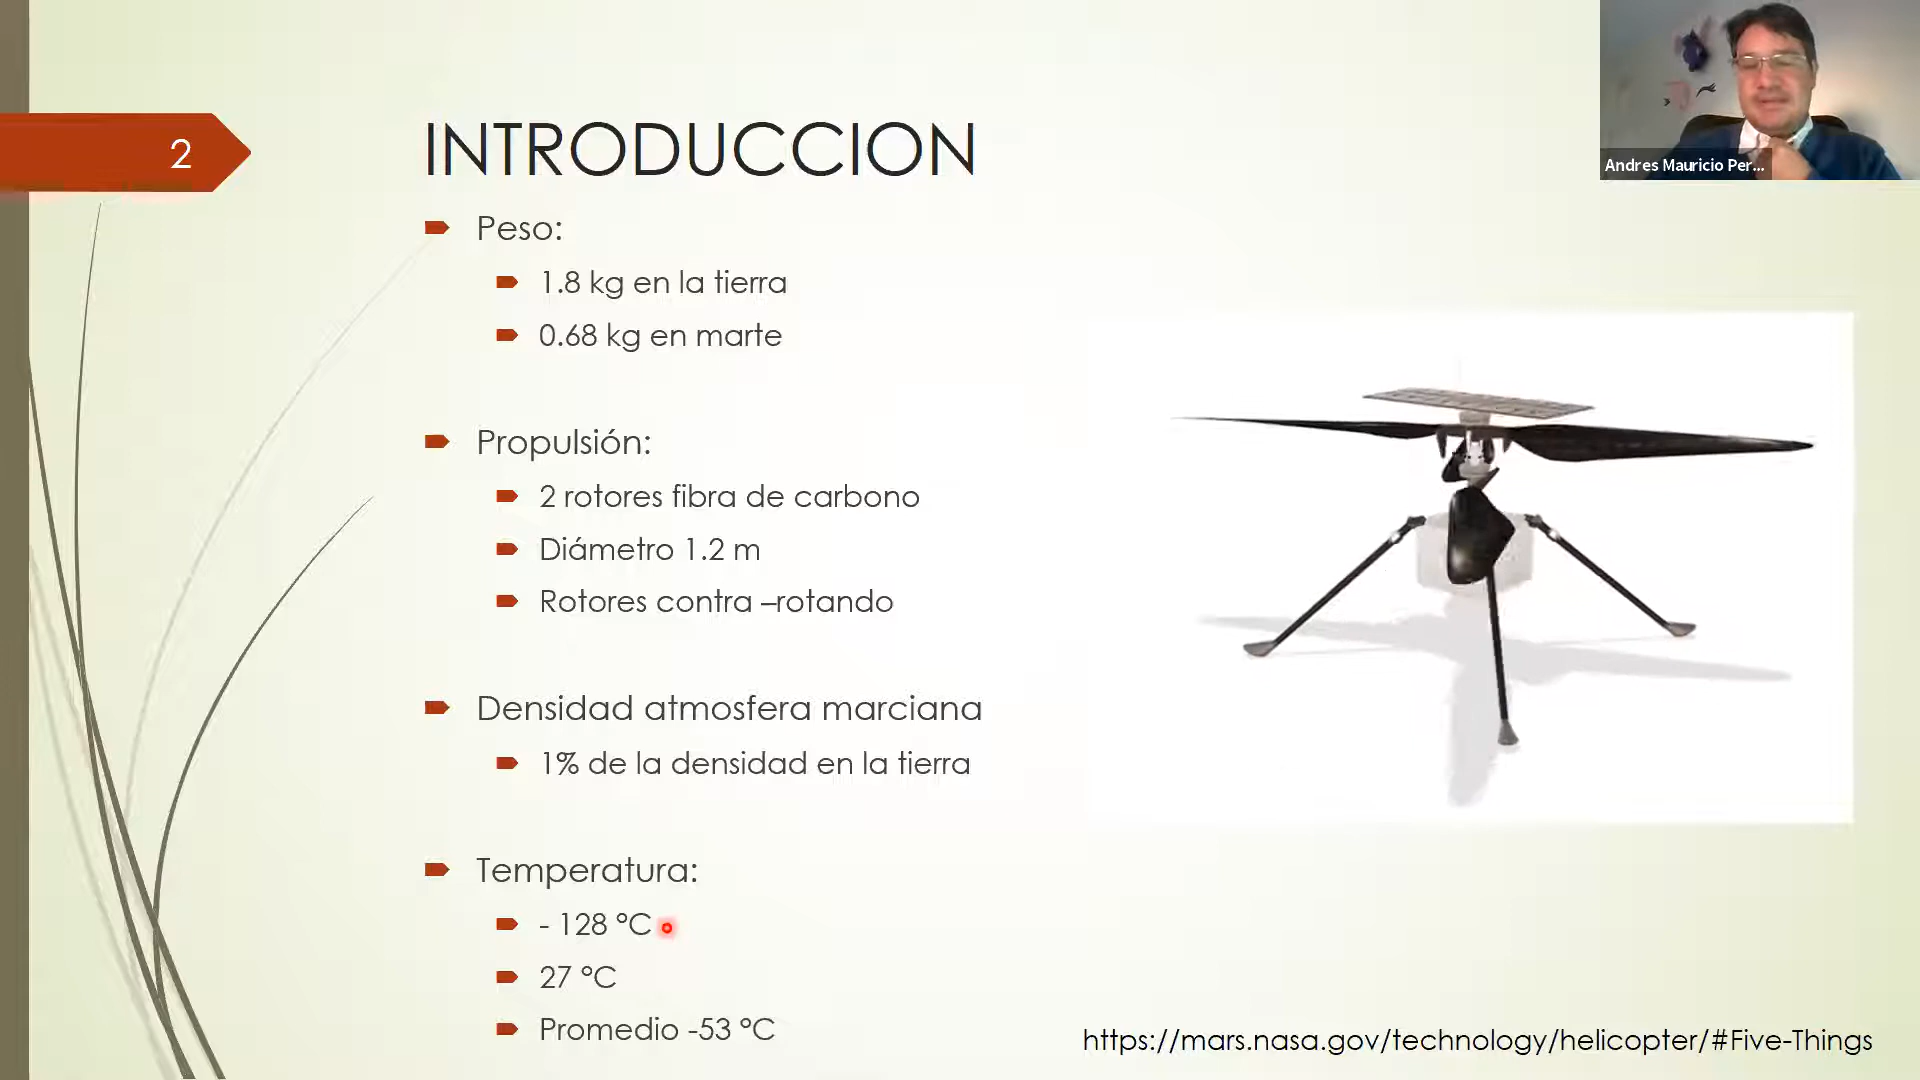 2
INTRODUCCION
Peso:
1.8 kg en la tierra
0.68 kg en marte
Propulsión:
2 rotores fibra de carbono
Diámetro 1.2 m
Rotores contra –rotando
Densidad atmosfera marciana
1% de la densidad en la tierra
Temperatura:
- 128 °C
27 °C
Promedio -53 °C
https://mars.nasa.gov/technology/helicopter/#Five-Things
Andres Mauricio Per...